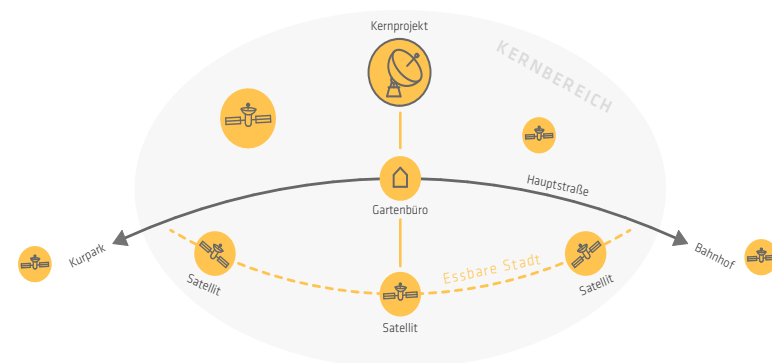 Kernprojekt
KERNBEREICH
Hauptstraße
Gartenbüro
Kurpark
Bahnhof
Essbare Stadt
Satellit
Satellit
Satellit